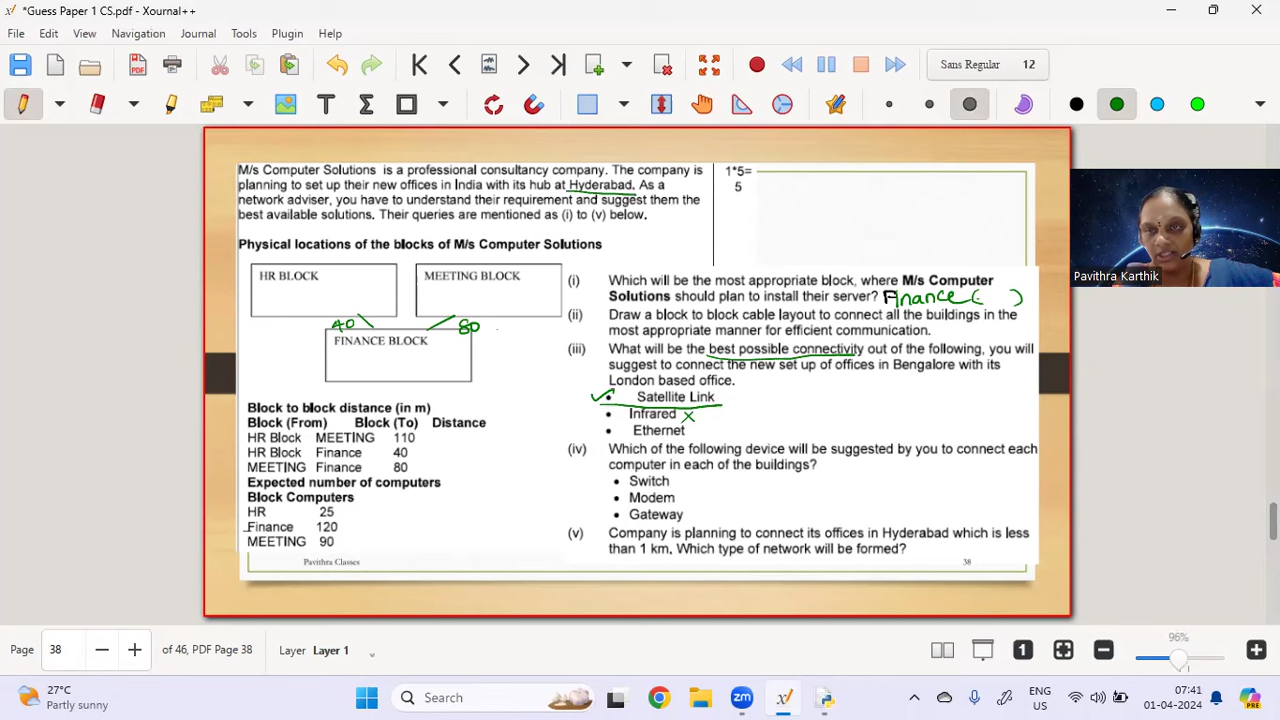 *Guess Paper 1 CS.pdf - Xournal++
File Edit View Navigation Journal Tools Plugin Help
PDF Sans Regular 12
M/s Computer Solutions is a professional consultancy company. The company is
planning to set up their new offices in India with its hub at Hyderabad. As a
network adviser, you have to understand their requirement and suggest them the
best available solutions. Their queries are mentioned as (i) to (v) below.
Physical locations of the blocks of M/s Computer Solutions
HR BLOCK
MEETING BLOCK
40
80
FINANCE BLOCK
Block to block distance (in m)
Block (From) Block (To) Distance
HR Block MEETING 110
HR Block Finance 40
MEETING Finance 80
Expected number of computers
Block Computers
HR 25
Finance 120
MEETING 90
Pavithra Classes
1*5=
5
(i) Which will be the most appropriate block, where M/s Computer
Solutions should plan to install their server? Finance ( )
(ii) Draw a block to block cable layout to connect all the buildings in the
most appropriate manner for efficient communication.
(iii) What will be the best possible connectivity out of the following, you will
suggest to connect the new set up of offices in Bengalore with its
London based office.
• Satellite Link
• Infrared X
• Ethernet
(iv) Which of the following device will be suggested by you to connect each
computer in each of the buildings?
• Switch
• Modem
• Gateway
(v) Company is planning to connect its offices in Hyderabad which is less
than 1 km. Which type of network will be formed?
38
Pavithra Karthik
Page 38 of 46, PDF Page 38 Layer Layer 1 1 96%
27°C
Partly sunny
Search
zm
ENG
US
07:41
01-04-2024
PRE